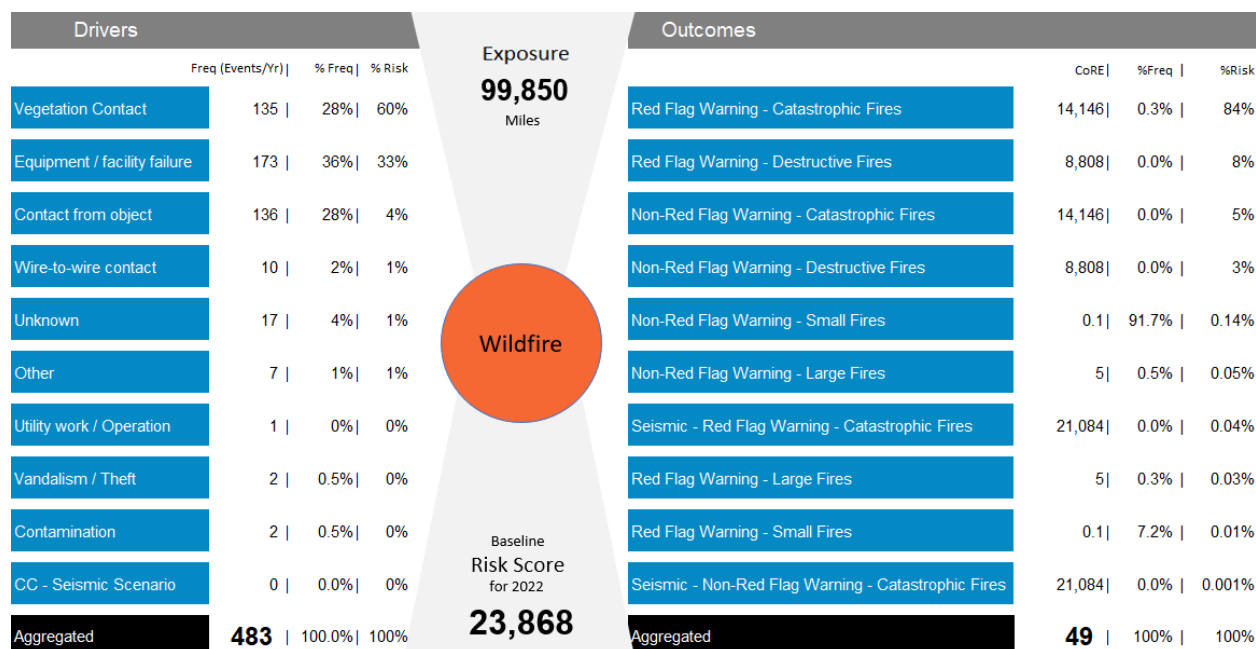 Drivers
Freq (Events/Yr)| % Freq| % Risk
Vegetation Contact 135 | 28%| 60%
Equipment / facility failure 173 | 36%| 33%
Contact from object 136 | 28%| 4%
Wire-to-wire contact 10 | 2%| 1%
Unknown 17 | 4%| 1%
Other 7 | 1%| 1%
Utility work / Operation 1 | 0%| 0%
Vandalism / Theft 2 | 0.5%| 0%
Contamination 2 | 0.5%| 0%
CC - Seismic Scenario 0 | 0.0%| 0%
Aggregated 483 | 100.0%| 100%
Exposure
99,850
Miles
Wildfire
Baseline
Risk Score
for 2022
23,868
Outcomes
CoRE| %Freq | %Risk
Red Flag Warning - Catastrophic Fires 14,146| 0.3% | 84%
Red Flag Warning - Destructive Fires 8,808| 0.0% | 8%
Non-Red Flag Warning - Catastrophic Fires 14,146| 0.0% | 5%
Non-Red Flag Warning - Destructive Fires 8,808| 0.0% | 3%
Non-Red Flag Warning - Small Fires 0.1| 91.7% | 0.14%
Non-Red Flag Warning - Large Fires 5| 0.5% | 0.05%
Seismic - Red Flag Warning - Catastrophic Fires 21,084| 0.0% | 0.04%
Red Flag Warning - Large Fires 5| 0.3% | 0.03%
Red Flag Warning - Small Fires 0.1| 7.2% | 0.01%
Seismic - Non-Red Flag Warning - Catastrophic Fires 21,084| 0.0% | 0.001%
Aggregated 49 | 100% | 100%